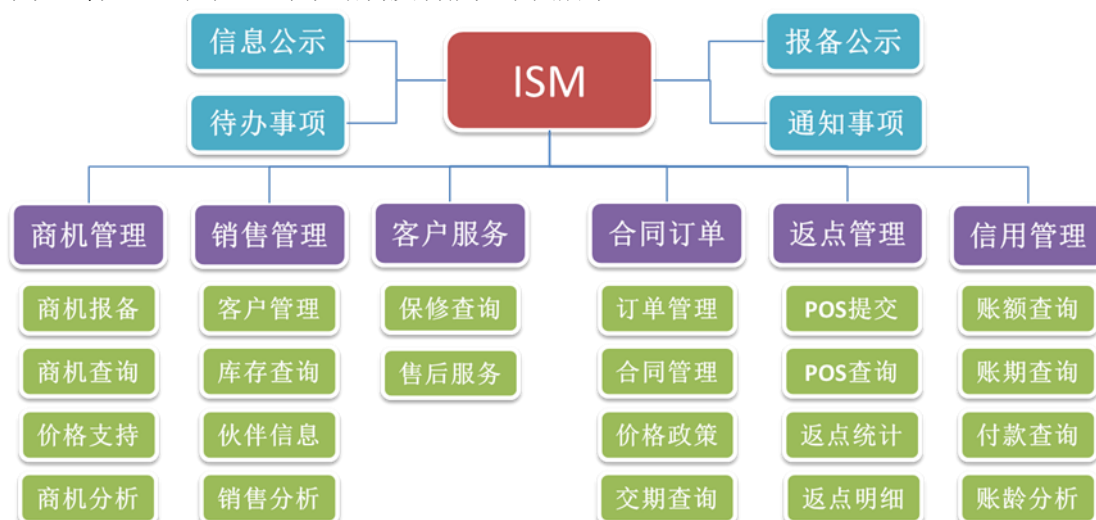 信息公示
ISM
报备公示
待办事项
通知事项
商机管理
销售管理
客户服务
合同订单
返点管理
信用管理
商机报备
客户管理
保修查询
订单管理
POS提交
账额查询
商机查询
库存查询
售后服务
合同管理
POS查询
账期查询
价格支持
伙伴信息
价格政策
返点统计
付款查询
商机分析
销售分析
交期查询
返点明细
账龄分析